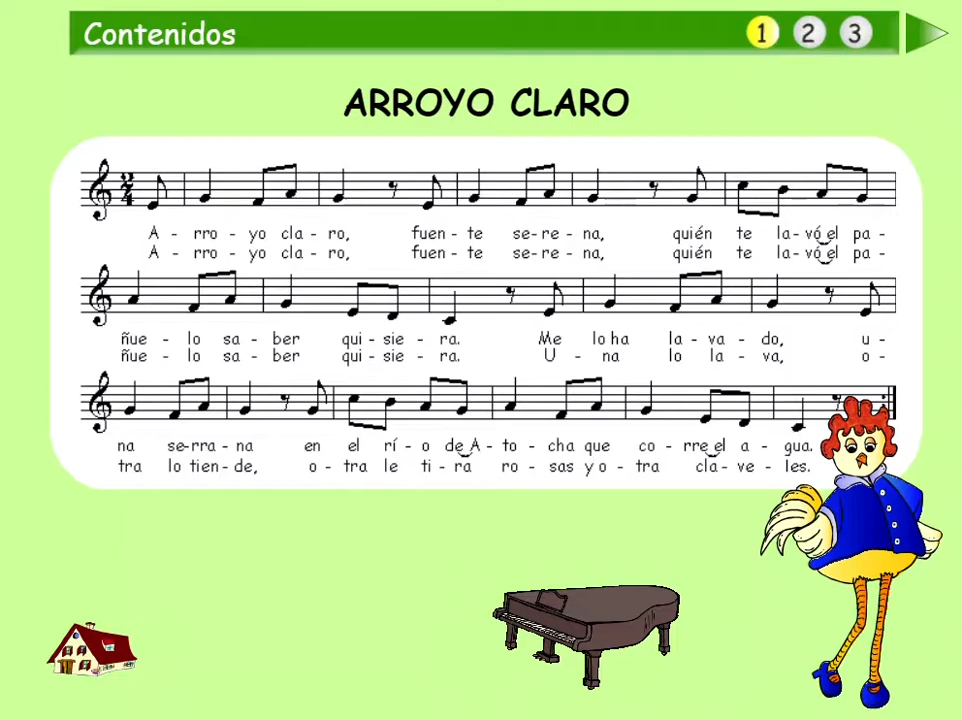 Contenidos 1 2 3
ARROYO CLARO
2 4
A - rro - yo cla - ro, fuen - te se- re - na, quién te la-vó el pa -
A - rro - yo cla - ro, fuen - te se- re - na, quién te la-vó el pa -
ñue - lo sa - ber qui - sie - ra. Me lo ha la - va - do, u -
ñue - lo sa - ber qui - sie - ra. U - na lo la - va, o -
na se-rra - na en el rí - o de A - to - cha que co - rre el a - gua.
tra lo tien- de, o - tra le ti - ra ro - sas y o - tra cla - ve - les.